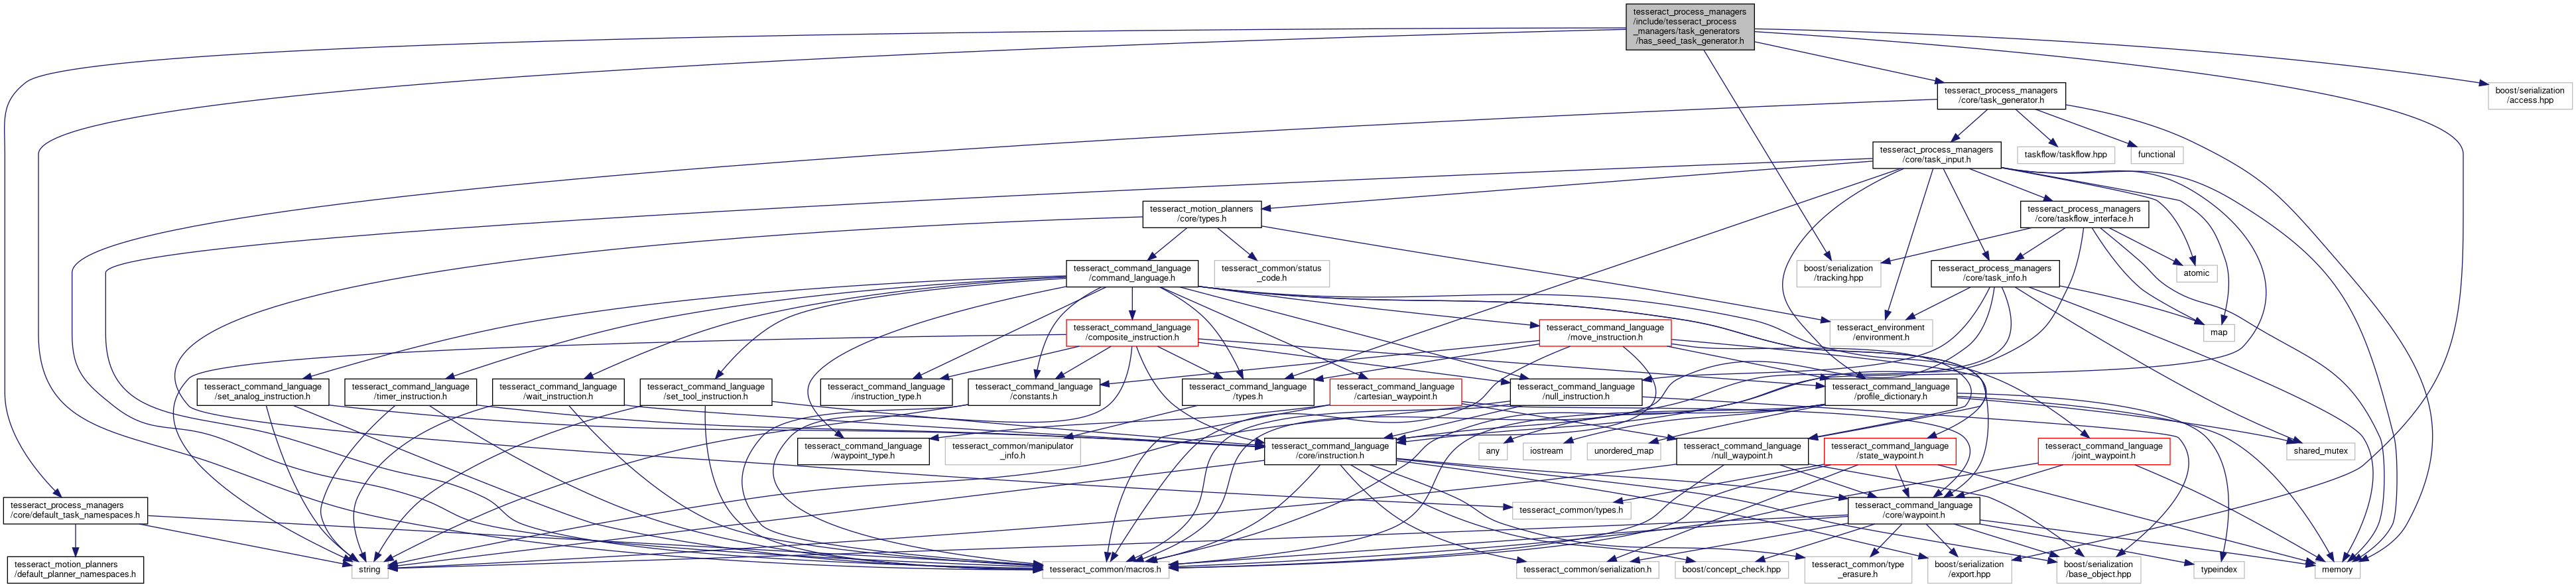 tesseract_process_managers
/include/tesseract_process
_managers/task_generators
/has_seed_task_generator.h
tesseract_process_managers
/core/task_generator.h
boost/serialization
/access.hpp
tesseract_process_managers
/core/task_input.h
taskflow/taskflow.hpp
functional
tesseract_motion_planners
/core/types.h
tesseract_process_managers
/core/taskflow_interface.h
tesseract_command_language
/command_language.h
tesseract_common/status
_code.h
boost/serialization
/tracking.hpp
tesseract_process_managers
/core/task_info.h
atomic
tesseract_command_language
/composite_instruction.h
tesseract_command_language
/move_instruction.h
tesseract_environment
/environment.h
map
tesseract_command_language
/set_analog_instruction.h
tesseract_command_language
/timer_instruction.h
tesseract_command_language
/wait_instruction.h
tesseract_command_language
/set_tool_instruction.h
tesseract_command_language
/instruction_type.h
tesseract_command_language
/constants.h
tesseract_command_language
/types.h
tesseract_command_language
/cartesian_waypoint.h
tesseract_command_language
/null_instruction.h
tesseract_command_language
/profile_dictionary.h
tesseract_command_language
/waypoint_type.h
tesseract_common/manipulator
_info.h
tesseract_command_language
/core/instruction.h
any
iostream
unordered_map
tesseract_command_language
/null_waypoint.h
tesseract_command_language
/state_waypoint.h
tesseract_command_language
/joint_waypoint.h
shared_mutex
tesseract_process_managers
/core/default_task_namespaces.h
tesseract_common/types.h
tesseract_command_language
/core/waypoint.h
tesseract_motion_planners
/default_planner_namespaces.h
string
tesseract_common/macros.h
tesseract_common/serialization.h
boost/concept_check.hpp
tesseract_common/type
_erasure.h
boost/serialization
/export.hpp
boost/serialization
/base_object.hpp
typeindex
memory